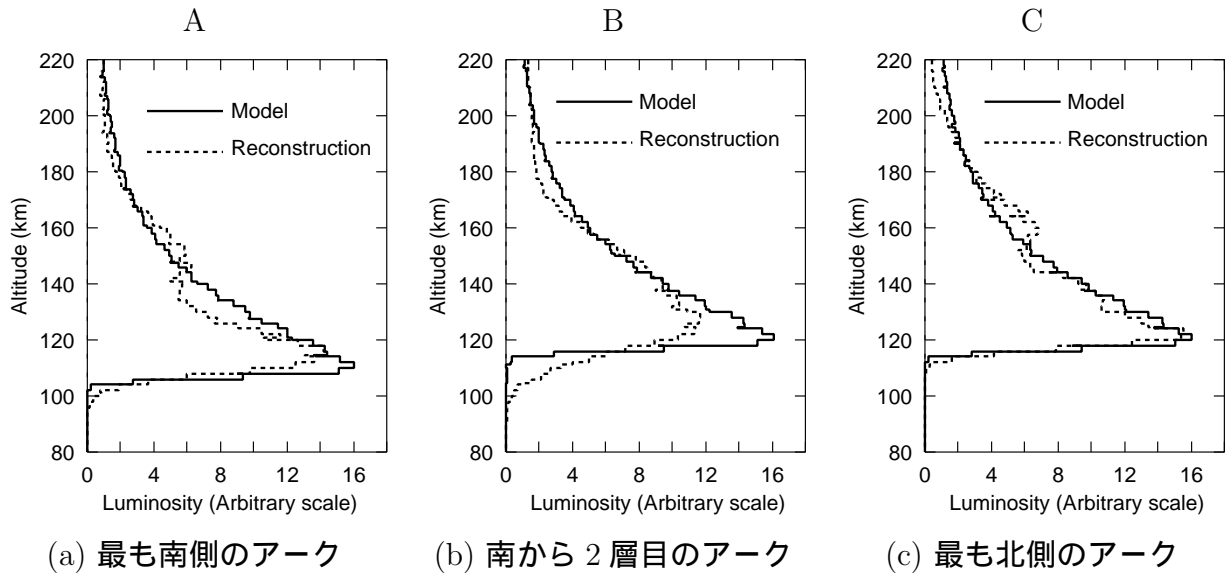 A
B
C
220
200
180
160
140
120
100
80
Altitude (km)
Model
Reconstruction
0
4
8
12
16
Luminosity (Arbitrary scale)
220
200
190
160
140
120
100
80
Altitude (km)
Model
Reconstruction
0
4
8
12
16
Luminosity (Arbitrary scale)
220
200
180
160
140
120
100
80
Altitude (km)
Model
Reconstruction
0
4
8
12
16
Luminosity (Arbitrary scale)
(a) 最も南側のアーク
(b) 南から 2 層目のアーク
(c) 最も北側のアーク